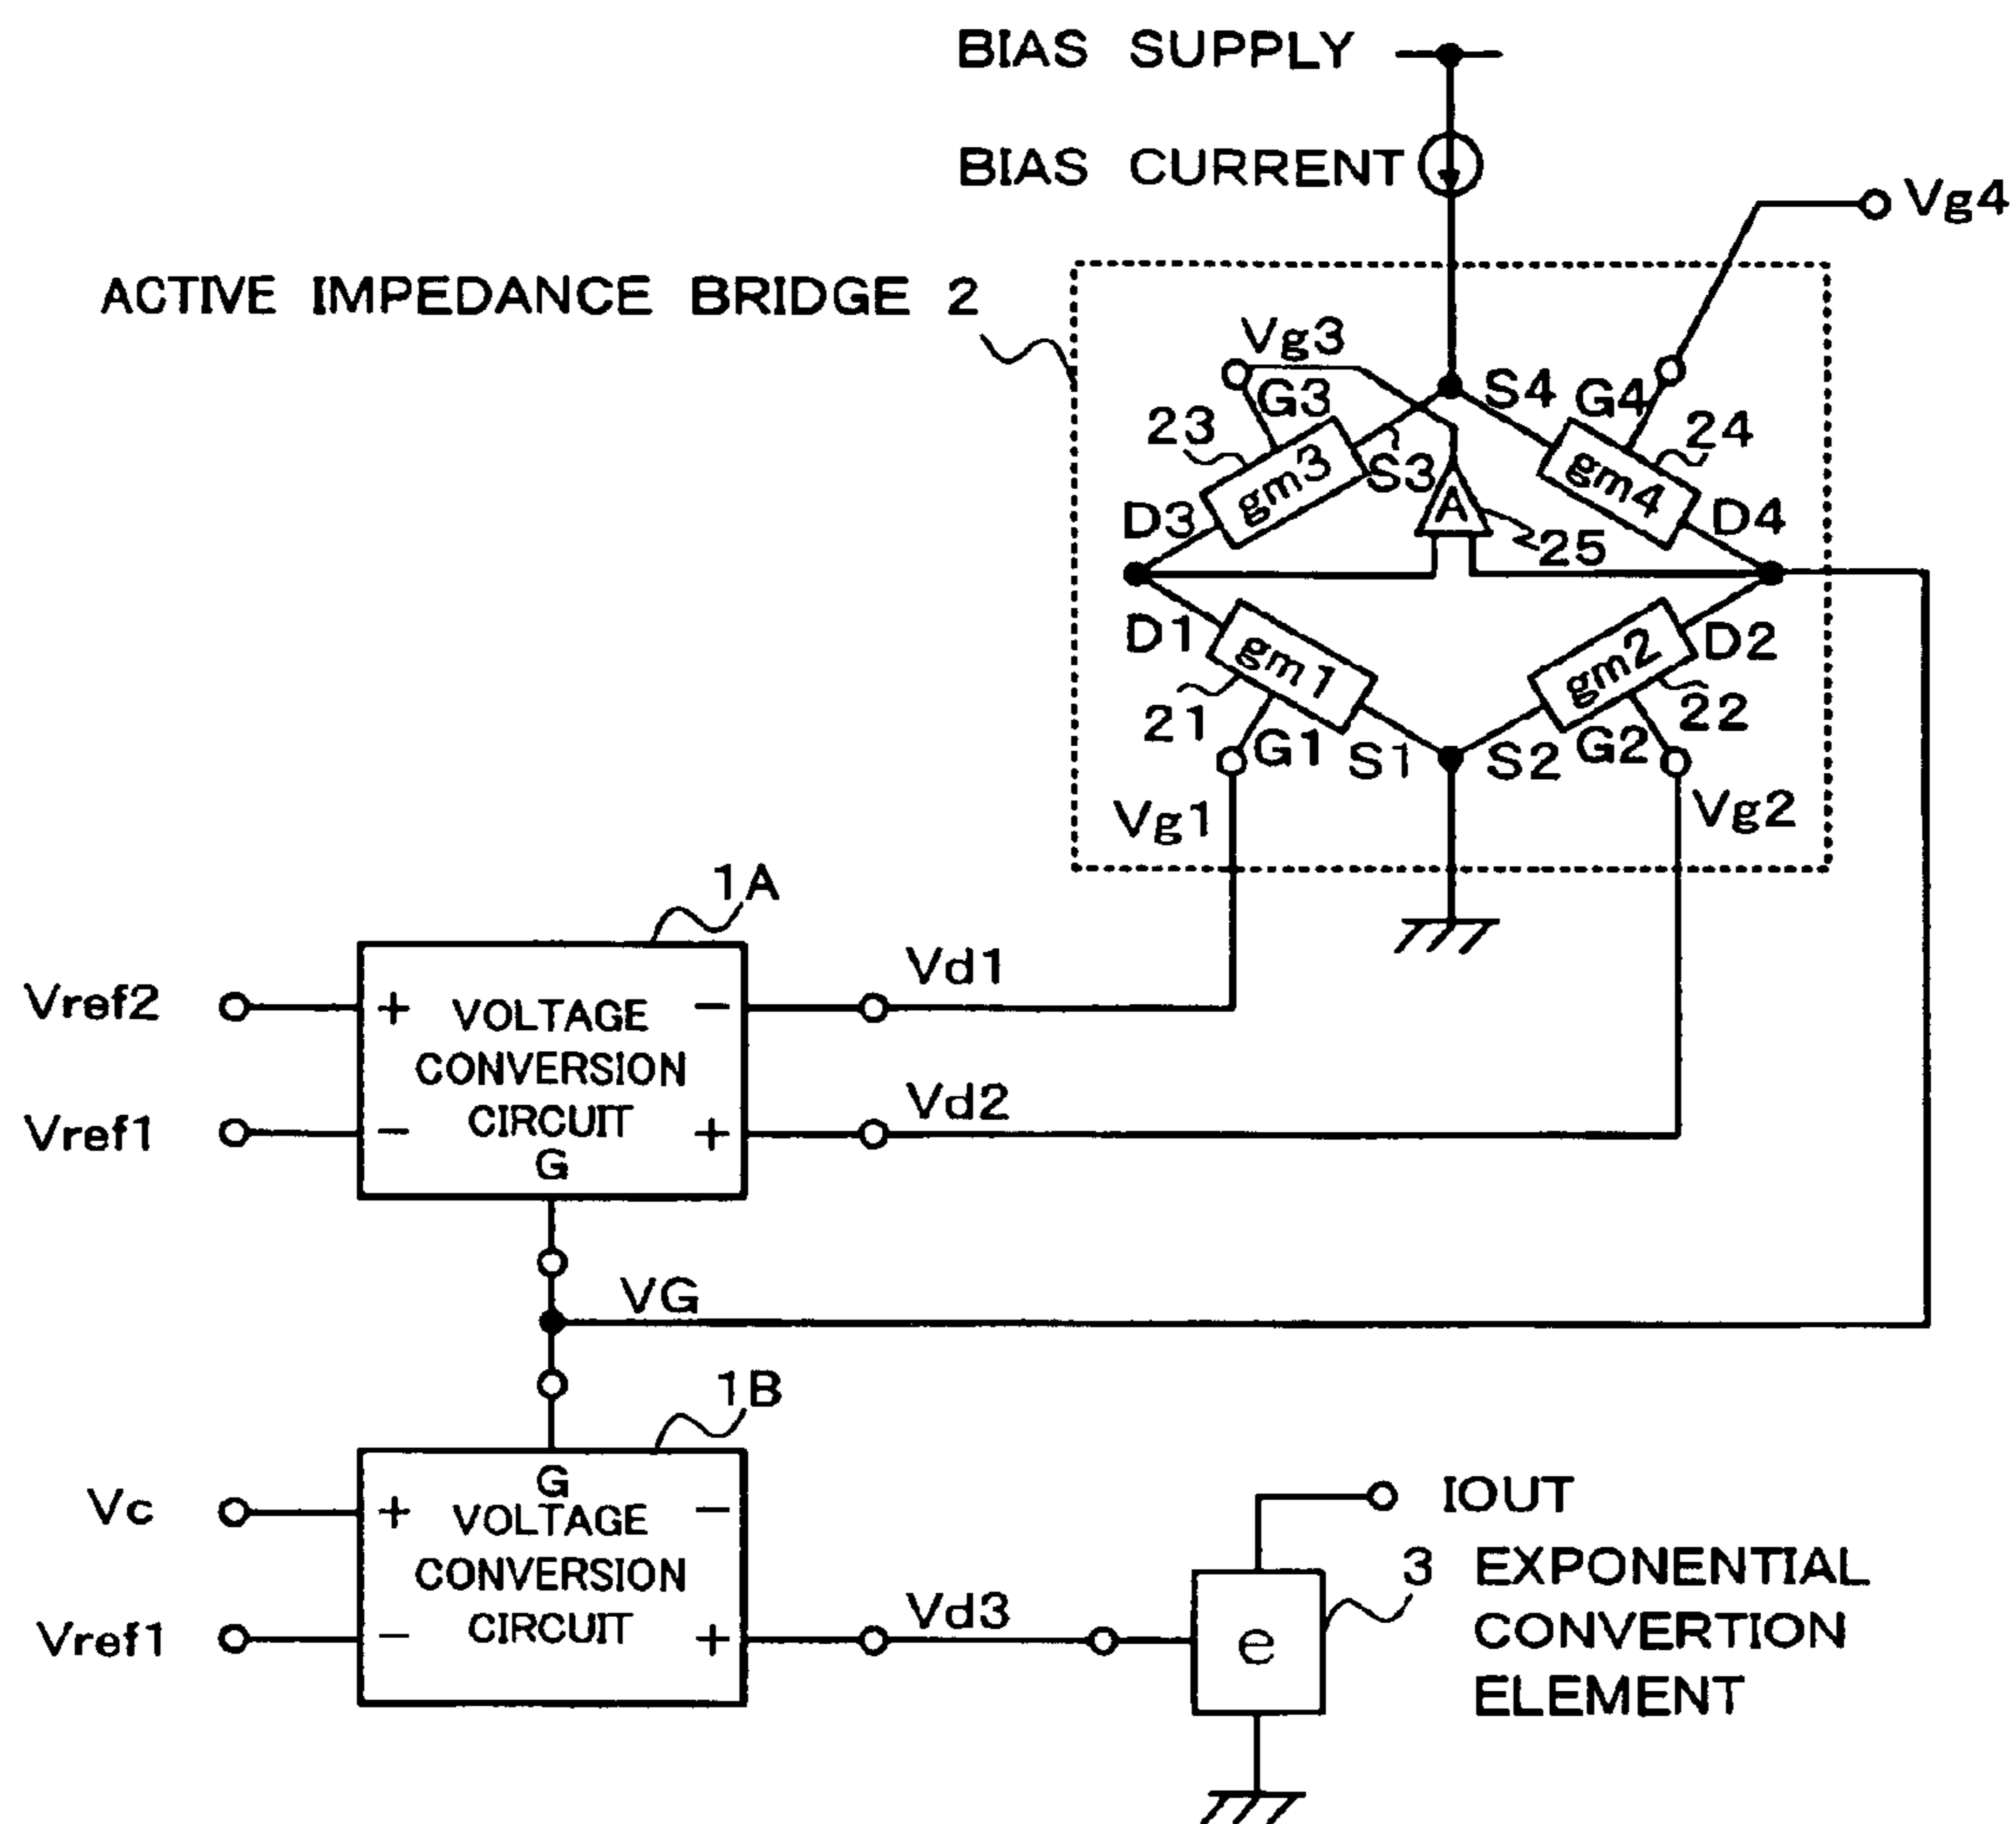 BIAS SUPPLY
BIAS CURRENT
Vg4
ACTIVE IMPEDANCE BRIDGE 2
Vg3
G3
S4
G4
23
24
gm3
S3
gm4
D3
A
D4
25
D1
gm1
gm2
D2
21
G1
S1
S2
G2
22
Vg1
Vg2
1A
Vd1
Vref2
+
VOLTAGE
CONVERSION
CIRCUIT
G
−
Vd2
Vref1
−
+
VG
1B
G
Vc
+
VOLTAGE
CONVERSION
CIRCUIT
−
IOUT
3 EXPONENTIAL
CONVERTION
ELEMENT
Vd3
Vref1
−
+
e